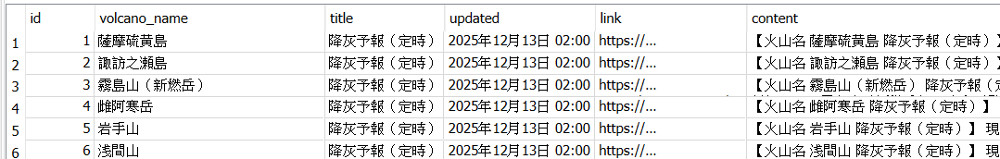 id volcano_name title updated link content
1 1 薩摩硫黄島 降灰予報（定時） 2025年12月13日 02:00 https://... 【火山名 薩摩硫黄島 降灰予報（定時）】
2 2 諏訪之瀬島 降灰予報（定時） 2025年12月13日 02:00 https://... 【火山名 諏訪之瀬島 降灰予報（定時）】
3 3 霧島山（新燃岳） 降灰予報（定時） 2025年12月13日 02:00 https://... 【火山名 霧島山（新燃岳） 降灰予報（定
4 4 雌阿寒岳 降灰予報（定時） 2025年12月13日 02:00 https://... 【火山名 雌阿寒岳 降灰予報（定時）】
5 5 岩手山 降灰予報（定時） 2025年12月13日 02:00 https://... 【火山名 岩手山 降灰予報（定時）】 現
6 6 浅間山 降灰予報（定時） 2025年12月13日 02:00 https://... 【火山名 浅間山 降灰予報（定時）】 現